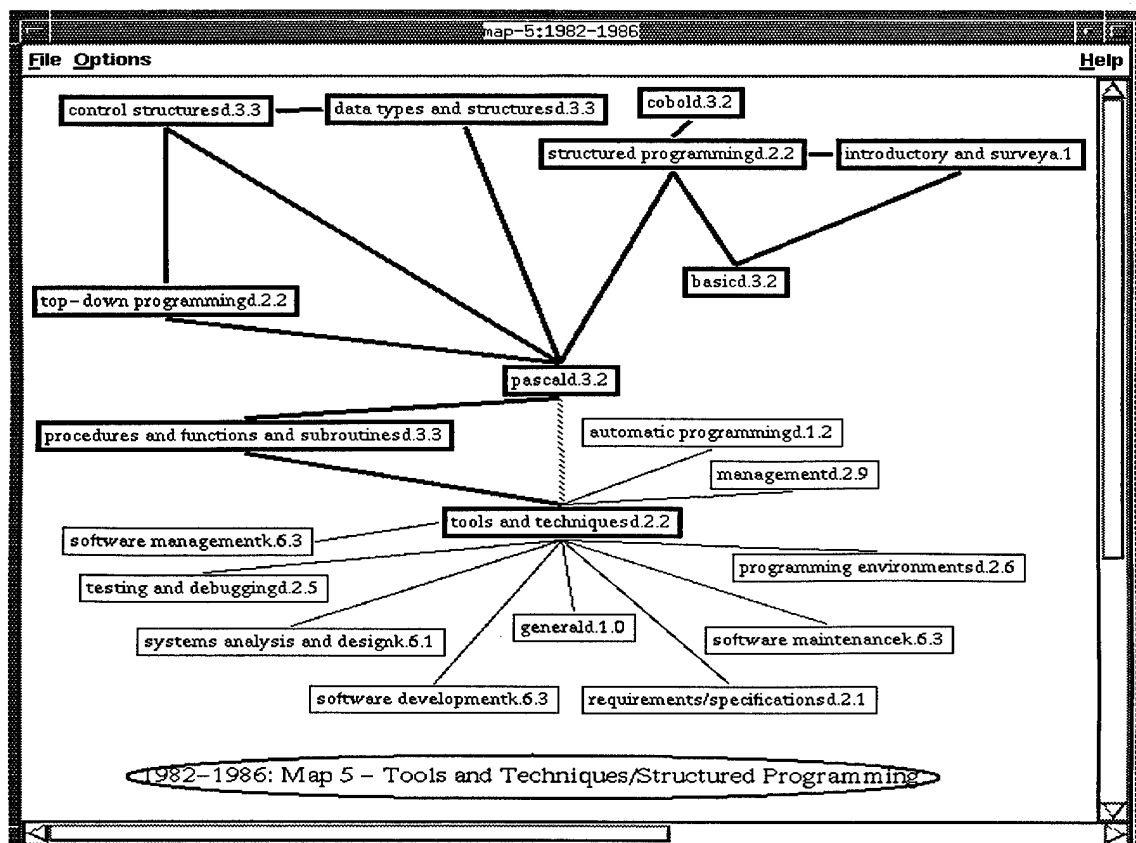 map-5:1982-1986
File Options Help
control structuresd.3.3
data types and structuresd.3.3
cobold.3.2
structured programmingd.2.2
introductory and surveya.1
basicd.3.2
top-down programmingd.2.2
pascald.3.2
procedures and functions and subroutinesd.3.3
automatic programmingd.1.2
managementd.2.9
tools and techniquesd.2.2
software managementk.6.3
programming environmentsd.2.6
testing and debuggingd.2.5
generald.1.0
systems analysis and designk.6.1
software maintenancek.6.3
software developmentk.6.3
requirements/specificationsd.2.1
1982-1986: Map 5 - Tools and Techniques/Structured Programming